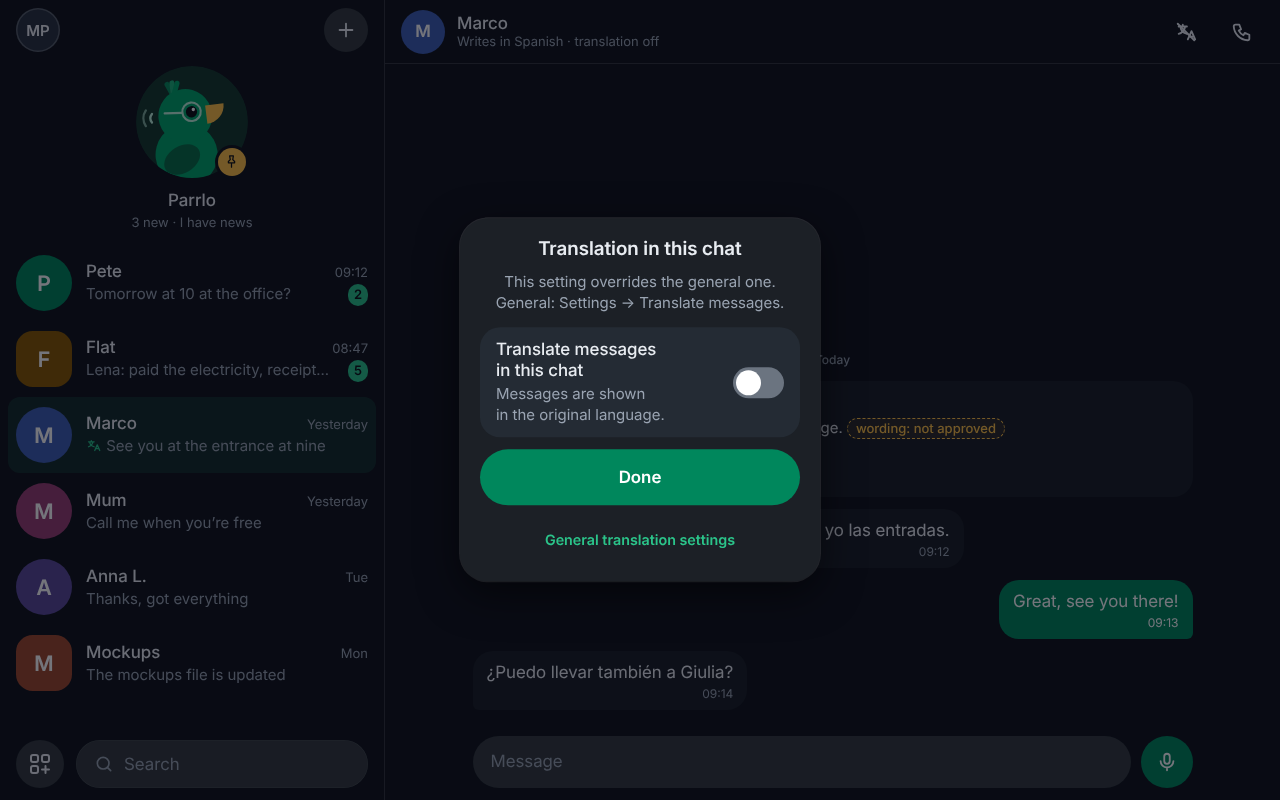 MP
Parrlo
3 new · I have news
P
Pete
09:12
Tomorrow at 10 at the office?
2
F
Flat
08:47
Lena: paid the electricity, receipt...
5
M
Marco
Yesterday
See you at the entrance at nine
M
Mum
Yesterday
Call me when you’re free
A
Anna L.
Tue
Thanks, got everything
M
Mockups
Mon
The mockups file is updated
Search
M
Marco
Writes in Spanish · translation off
Translation in this chat
This setting overrides the general one.
General: Settings → Translate messages.
Translate messages
in this chat
Messages are shown
in the original language.
Done
General translation settings
wording: not approved
yo las entradas.
09:12
Great, see you there!
09:13
¿Puedo llevar también a Giulia?
09:14
Message